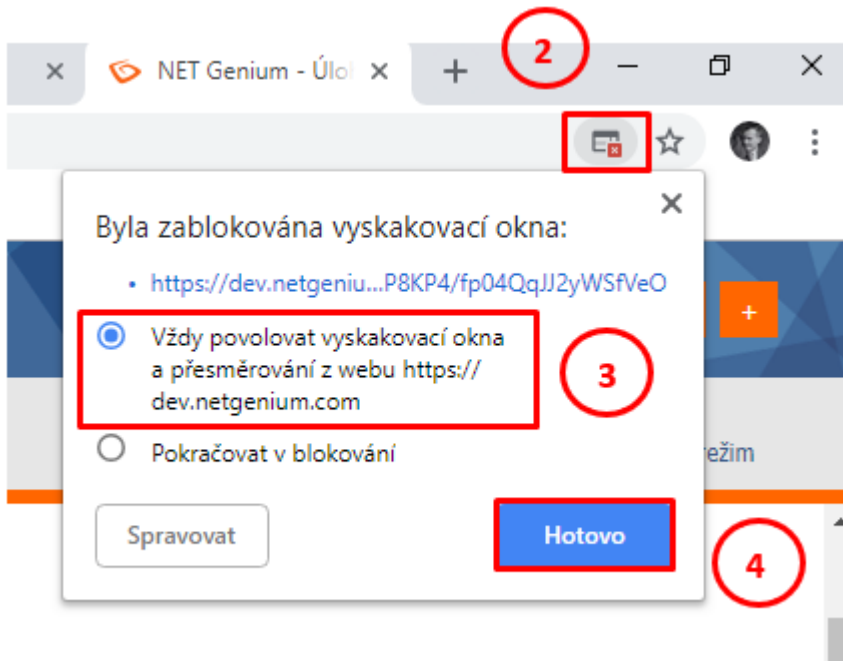 2
NET Genium - Úlo
Byla zablokována vyskakovací okna:
• https://dev.netgeniu...P8KP4/fp04QqJJ2yWSfVeO
+
Vždy povolovat vyskakovací okna
a přesměrování z webu https://
dev.netgenium.com
3
Pokračovat v blokování
ežim
Spravovat
Hotovo
4